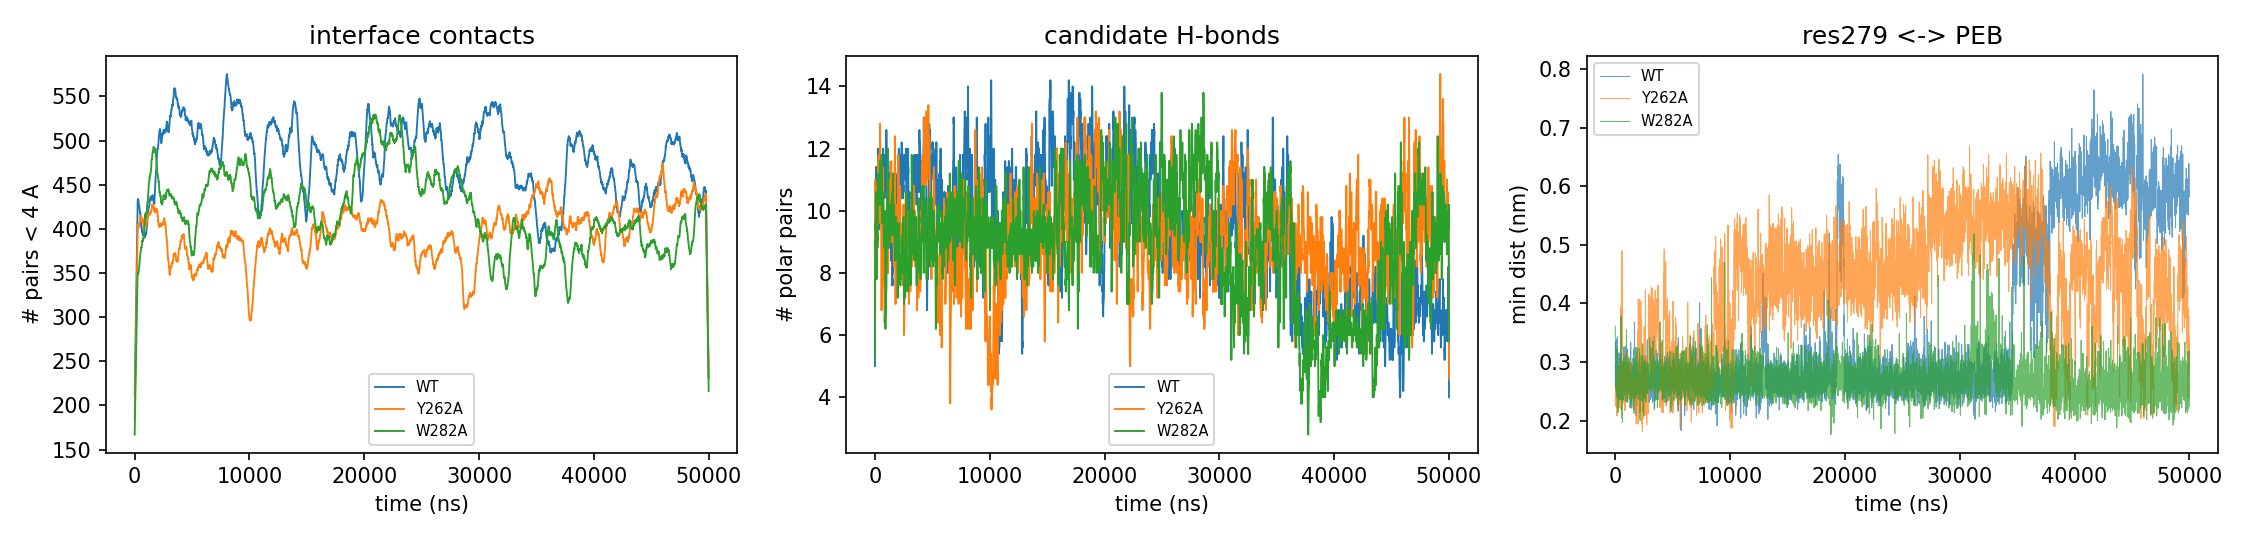 interface contacts
# pairs < 4 A
550
500
450
400
350
300
250
200
150
WT
Y262A
W282A
0
10000
20000
30000
40000
50000
time (ns)
candidate H-bonds
# polar pairs
14
12
10
8
6
4
WT
Y262A
W282A
0
10000
20000
30000
40000
50000
time (ns)
res279 <-> PEB
min dist (nm)
0.8
0.7
0.6
0.5
0.4
0.3
0.2
WT
Y262A
W282A
0
10000
20000
30000
40000
50000
time (ns)